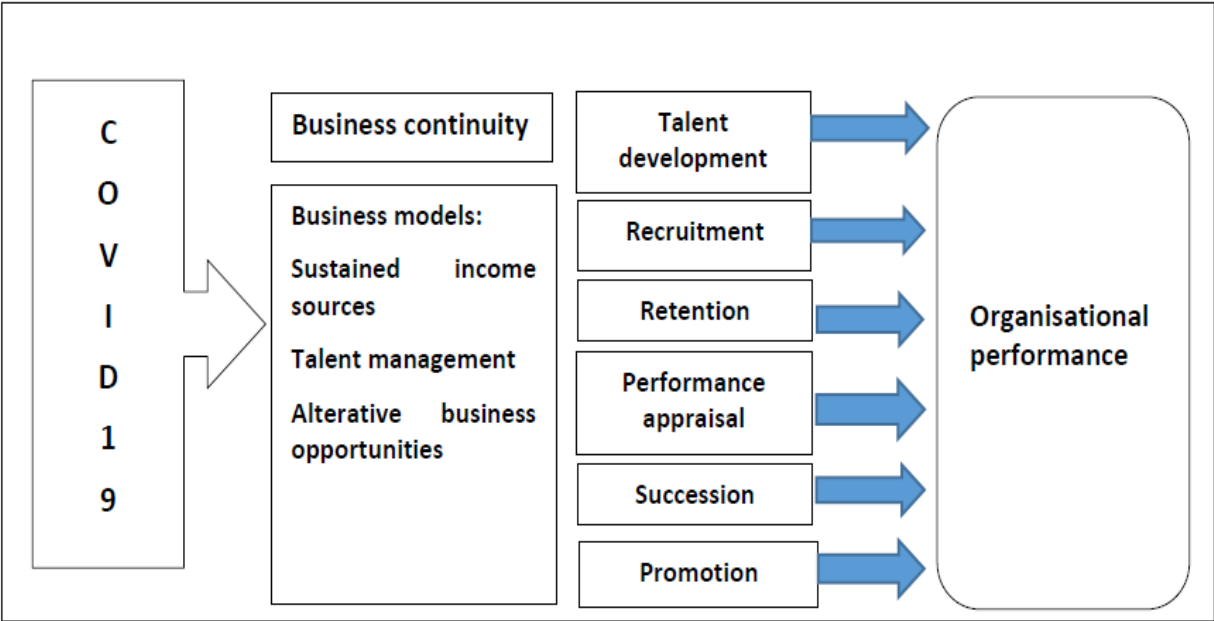 C
O
V
I
D
1
9
Business continuity
Business models:
Sustained income
sources
Talent management
Alterative business
opportunities
Talent
development
Recruitment
Retention
Performance
appraisal
Succession
Promotion
Organisational
performance